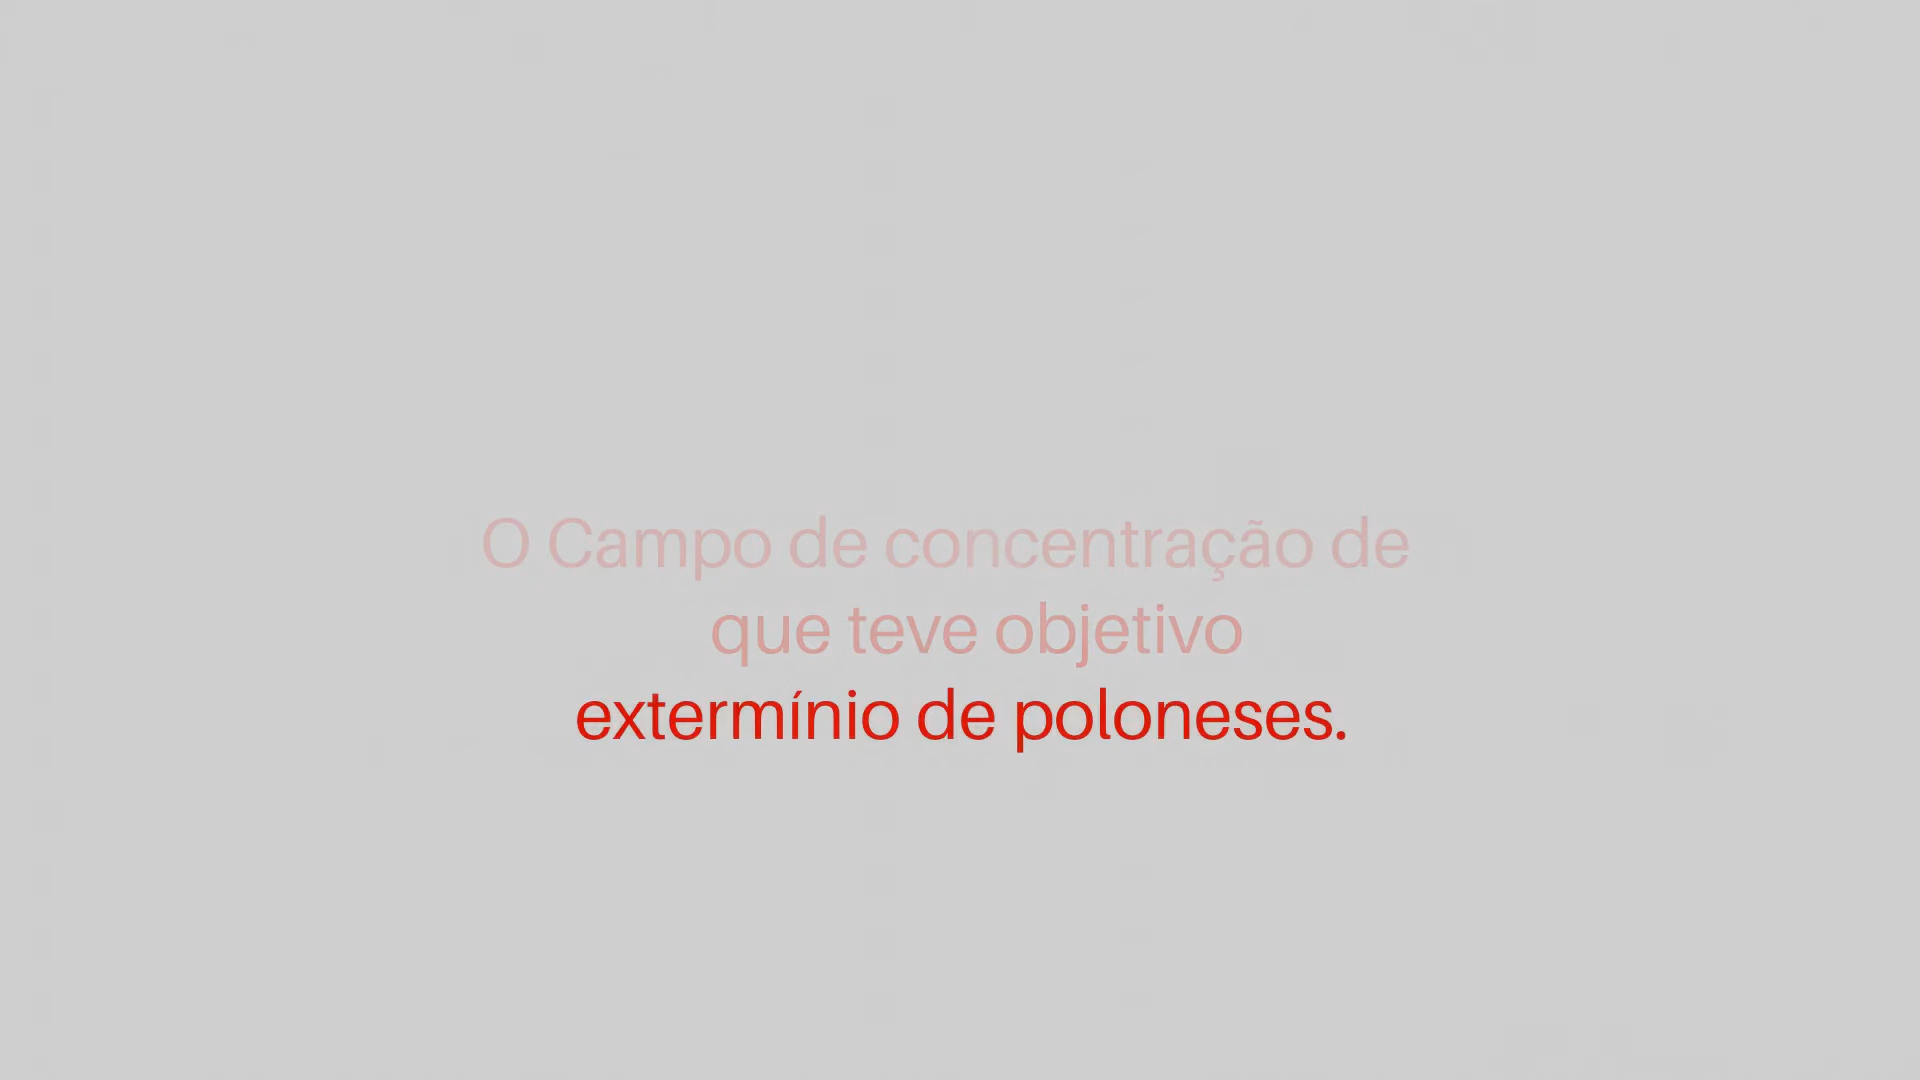 O Campo de concentração de
que teve objetivo
extermínio de poloneses.